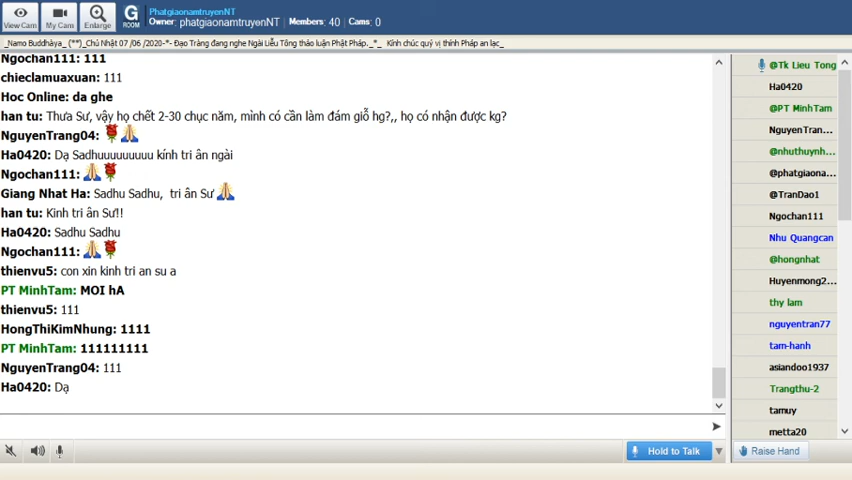 View Cam
My Cam
Enlarge
G
ROOM
PhatgiaonamtruyenNT
Owner: phatgiaonamtruyenNT Members: 40 Cams: 0
_Namo Buddhàya_ (**)_Chủ Nhật 07 /06 /2020-*- Đạo Tràng đang nghe Ngài Liễu Tông thảo luận Phật Pháp._*_ Kính chúc quý vị thính Pháp an lạc_
Ngochan111: 111
chieclamuaxuan: 111
Hoc Online: da ghe
han tu: Thưa Sư, vậy họ chết 2-30 chục năm, mình có cần làm đám giỗ hg?,, họ có nhận được kg?
NguyenTrang04:
Ha0420: Dạ Sadhuuuuuuuuu kính tri ân ngài
Ngochan111:
Giang Nhat Ha: Sadhu Sadhu, tri ân Sư
han tu: Kinh tri ân Sư!!
Ha0420: Sadhu Sadhu
Ngochan111:
thienvu5: con xin kinh tri an su a
PT MinhTam: MOI hA
thienvu5: 111
HongThiKimNhung: 1111
PT MinhTam: 111111111
NguyenTrang04: 111
Ha0420: Dạ
Hold to Talk
@Tk Lieu Tong
Ha0420
@PT MinhTam
NguyenTran...
@nhuthuynh...
@phatgiaona...
@TranDao1
Ngochan111
Nhu Quangcan
@hongnhat
Huyenmong2...
thy lam
nguyentran77
tam-hanh
asiandoo1937
Trangthu-2
tamuy
metta20
Raise Hand